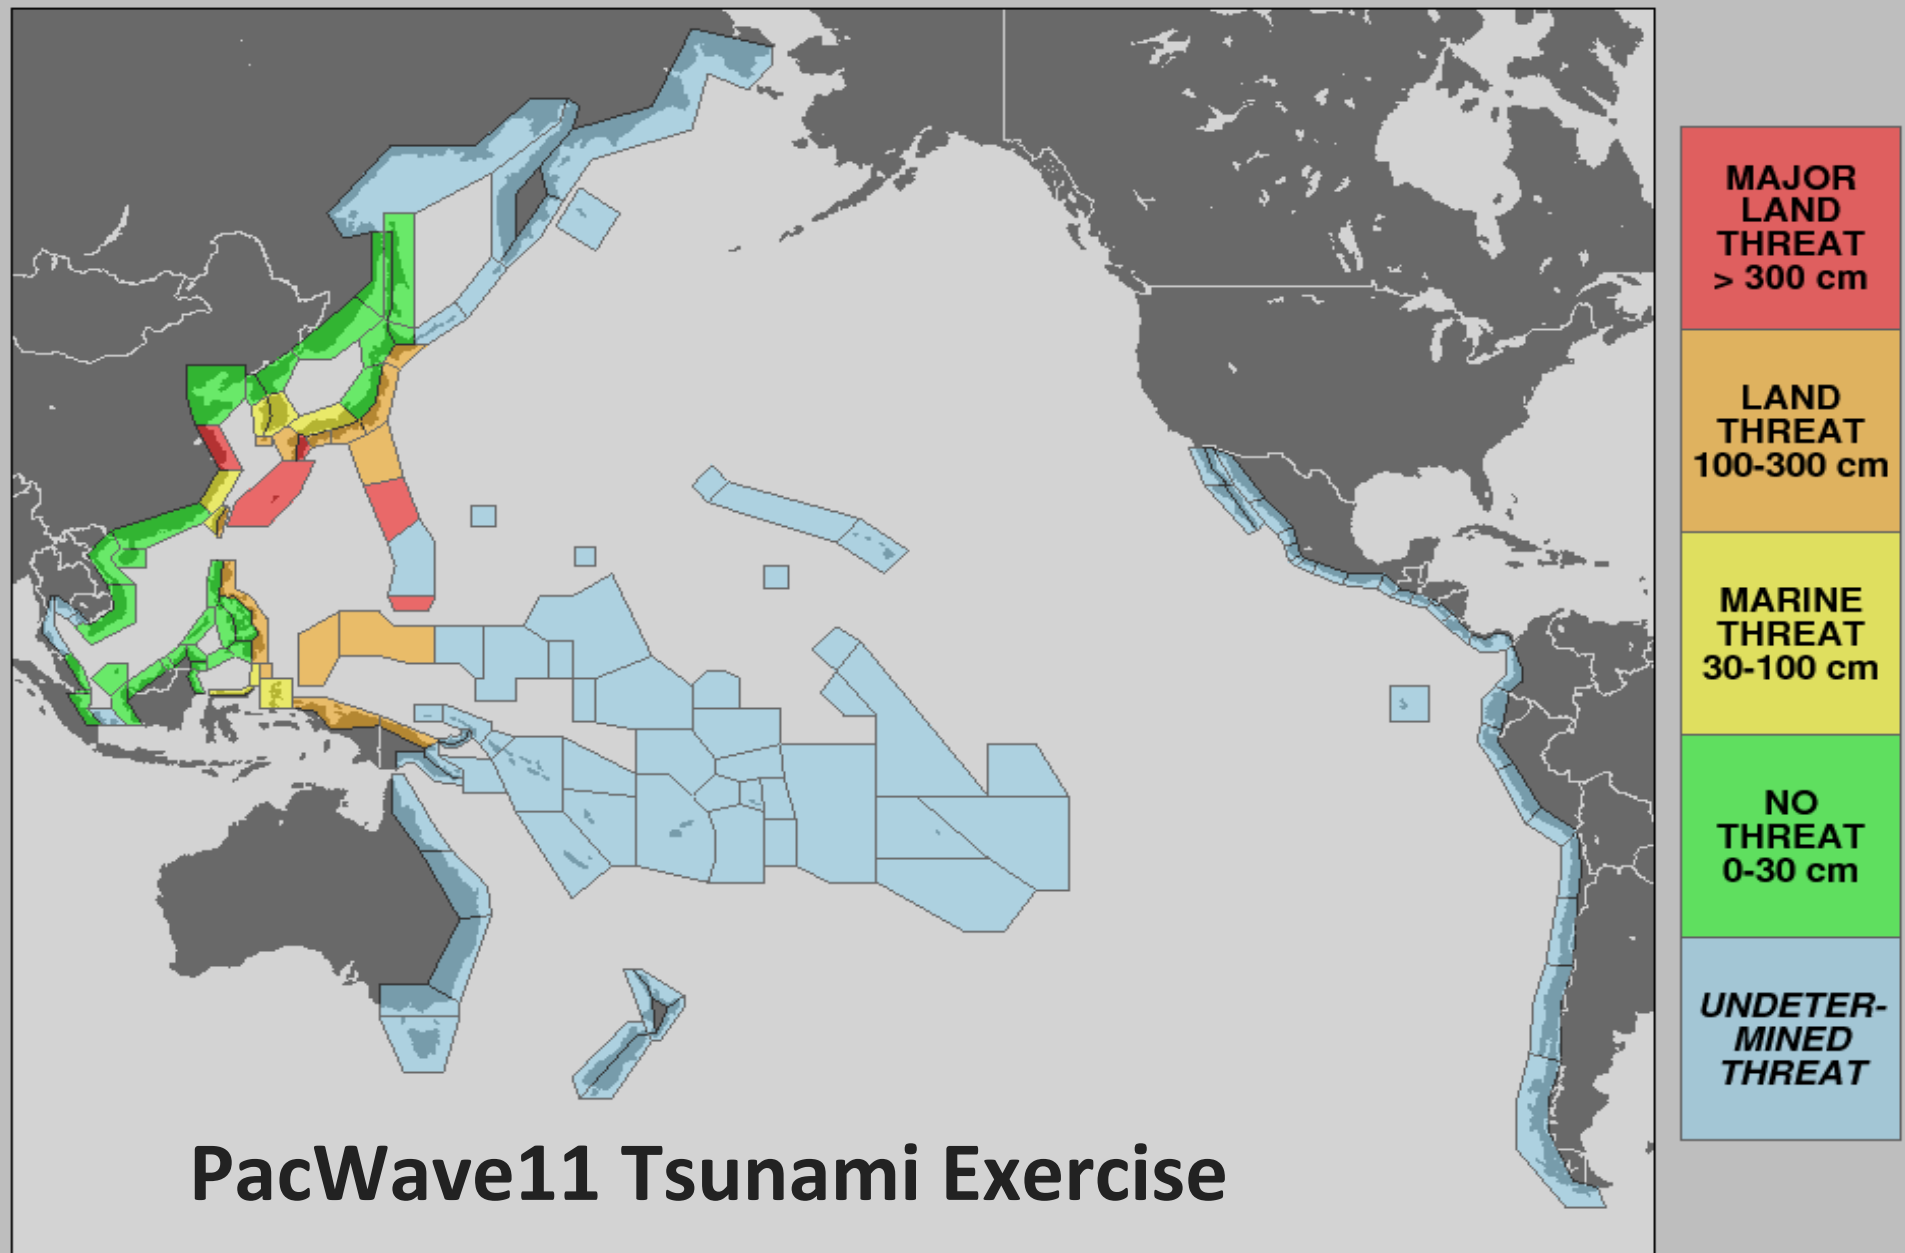 MAJOR
LAND
THREAT
> 300 cm
LAND
THREAT
100-300 cm
MARINE
THREAT
30-100 cm
NO
THREAT
0-30 cm
UNDETER-
MINED
THREAT
PacWave11 Tsunami Exercise